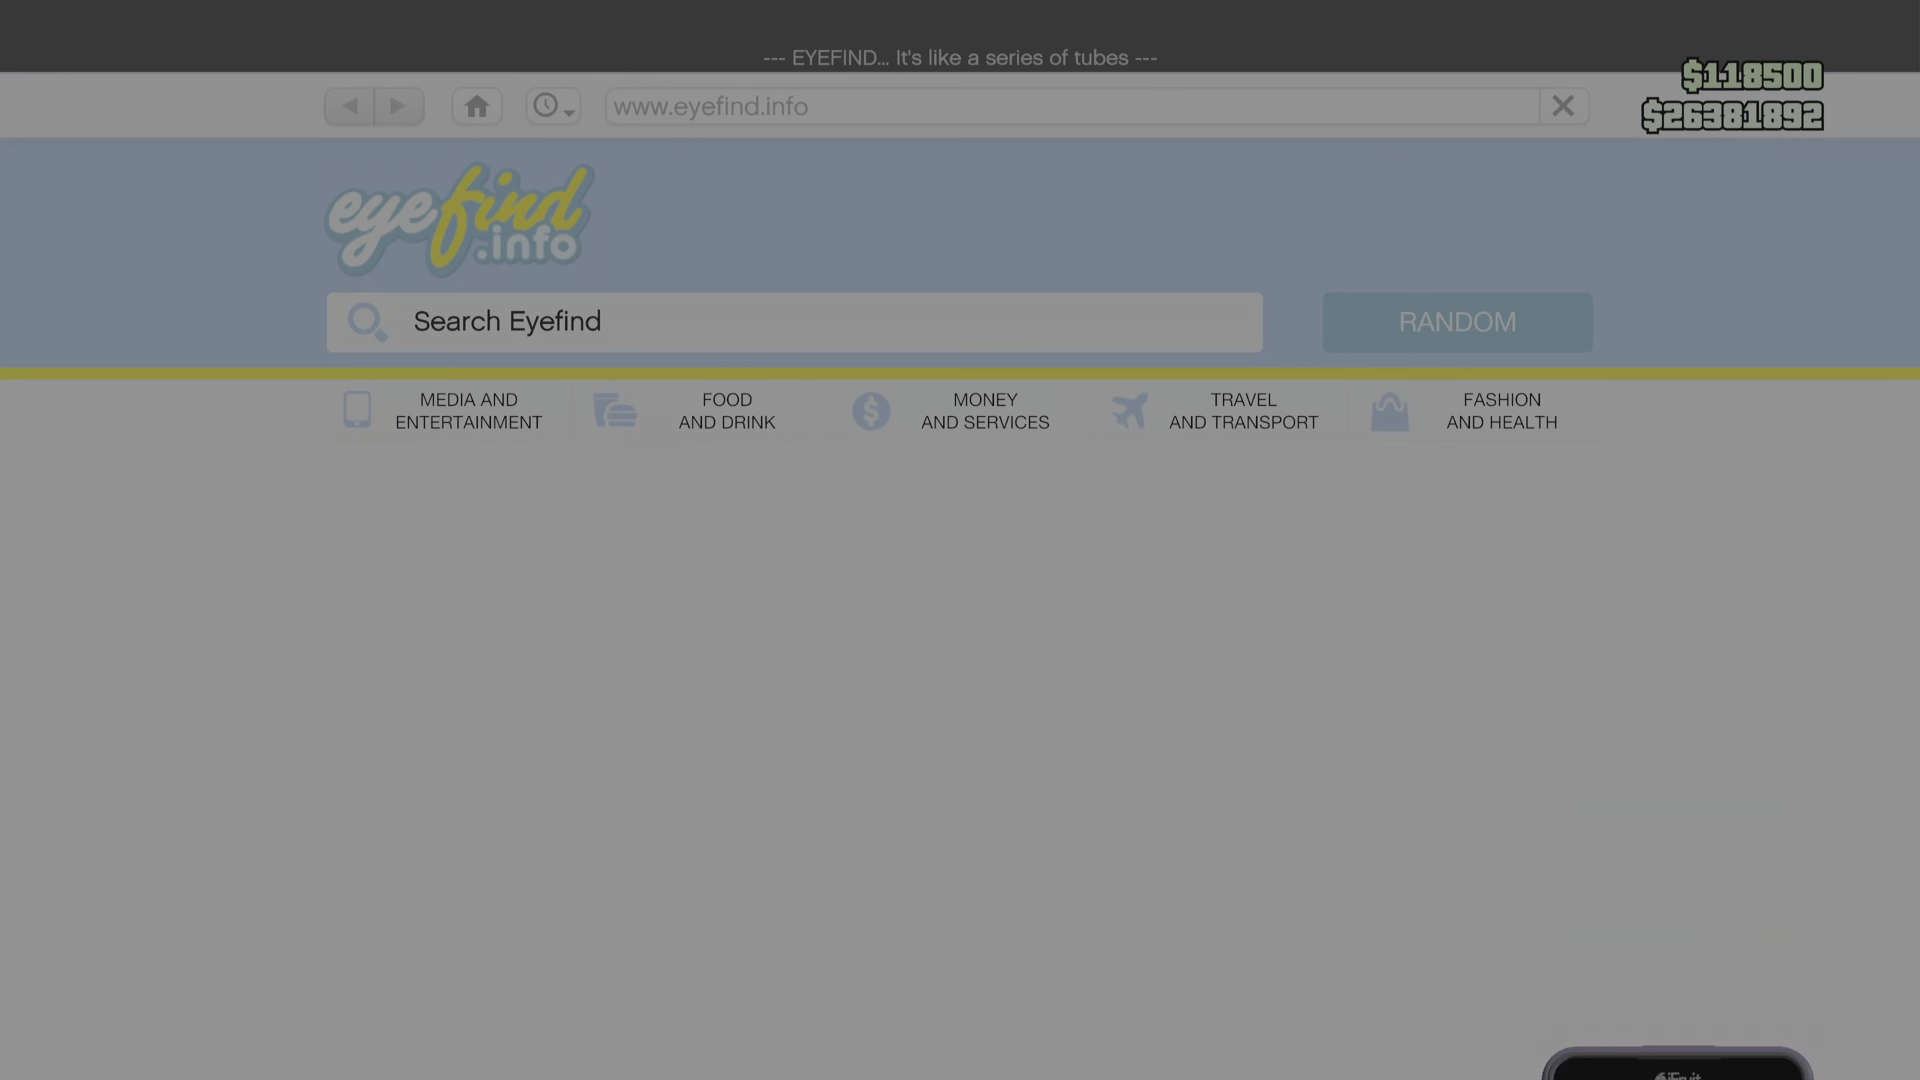 --- EYEFIND... It's like a series of tubes ---
$118500
www.eyefind.info
$26381892
eyefind
.info
Search Eyefind
RANDOM
MEDIA AND
ENTERTAINMENT
FOOD
AND DRINK
MONEY
AND SERVICES
TRAVEL
AND TRANSPORT
FASHION
AND HEALTH
iFruit